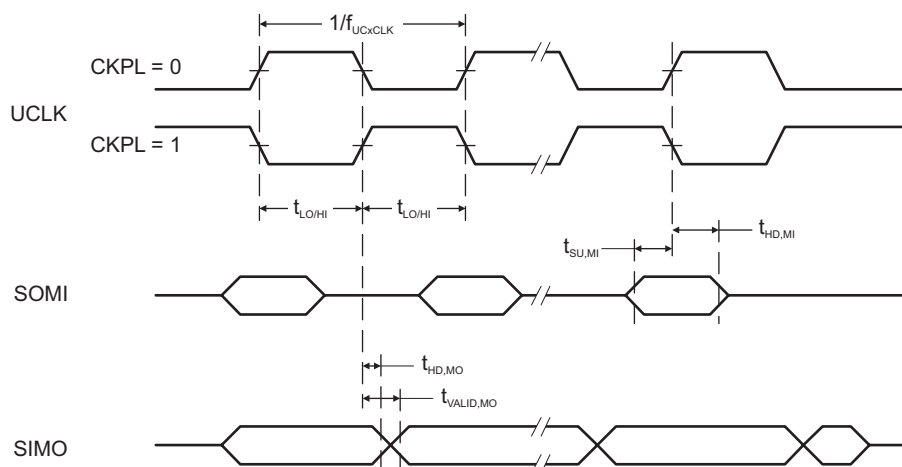 1/fUCxCLK
CKPL = 0
UCLK
CKPL = 1
tLO/HI tLO/HI
tSU,MI
tHD,MI
SOMI
tHD,MO
tVALID,MO
SIMO